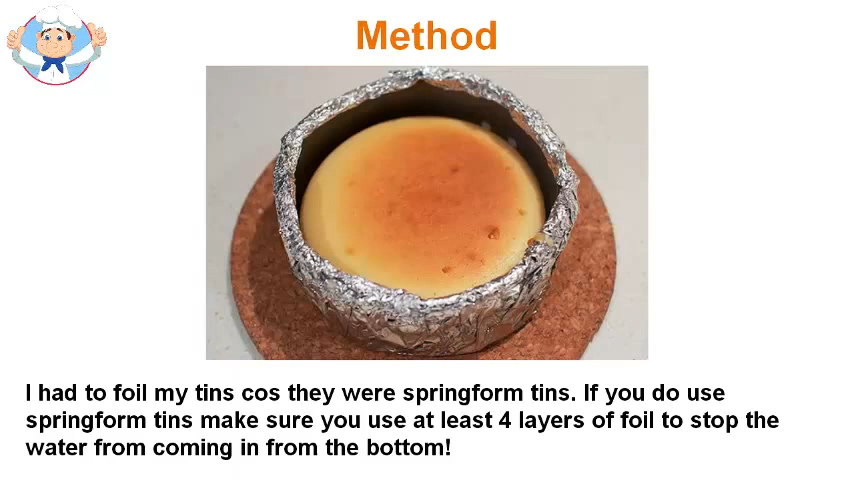 Method
I had to foil my tins cos they were springform tins. If you do use
springform tins make sure you use at least 4 layers of foil to stop the
water from coming in from the bottom!